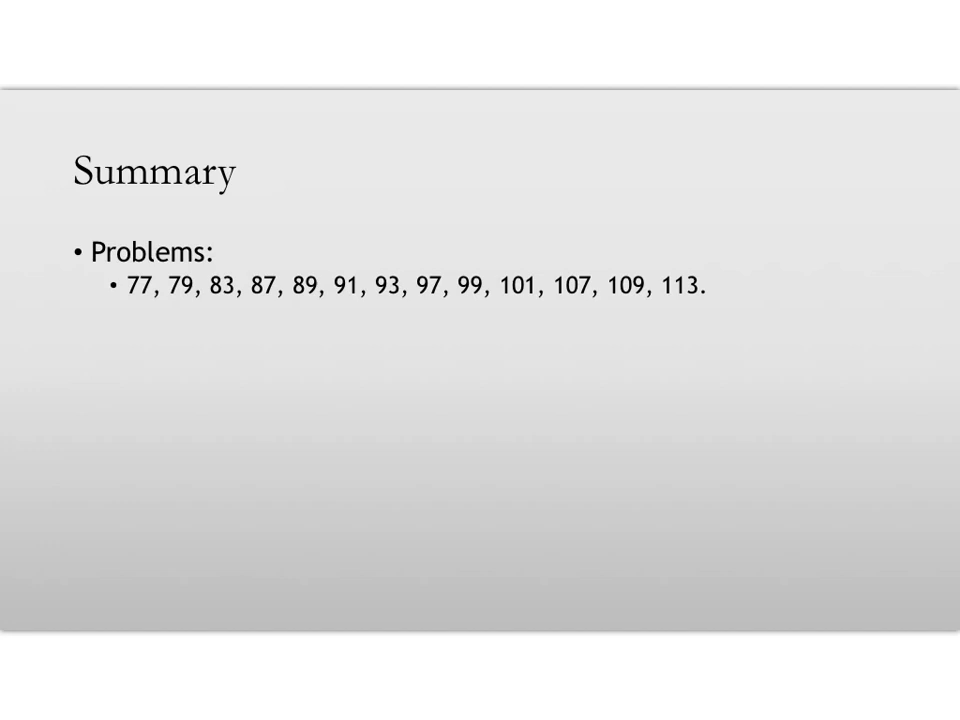 Summary
• Problems:
• 77, 79, 83, 87, 89, 91, 93, 97, 99, 101, 107, 109, 113.